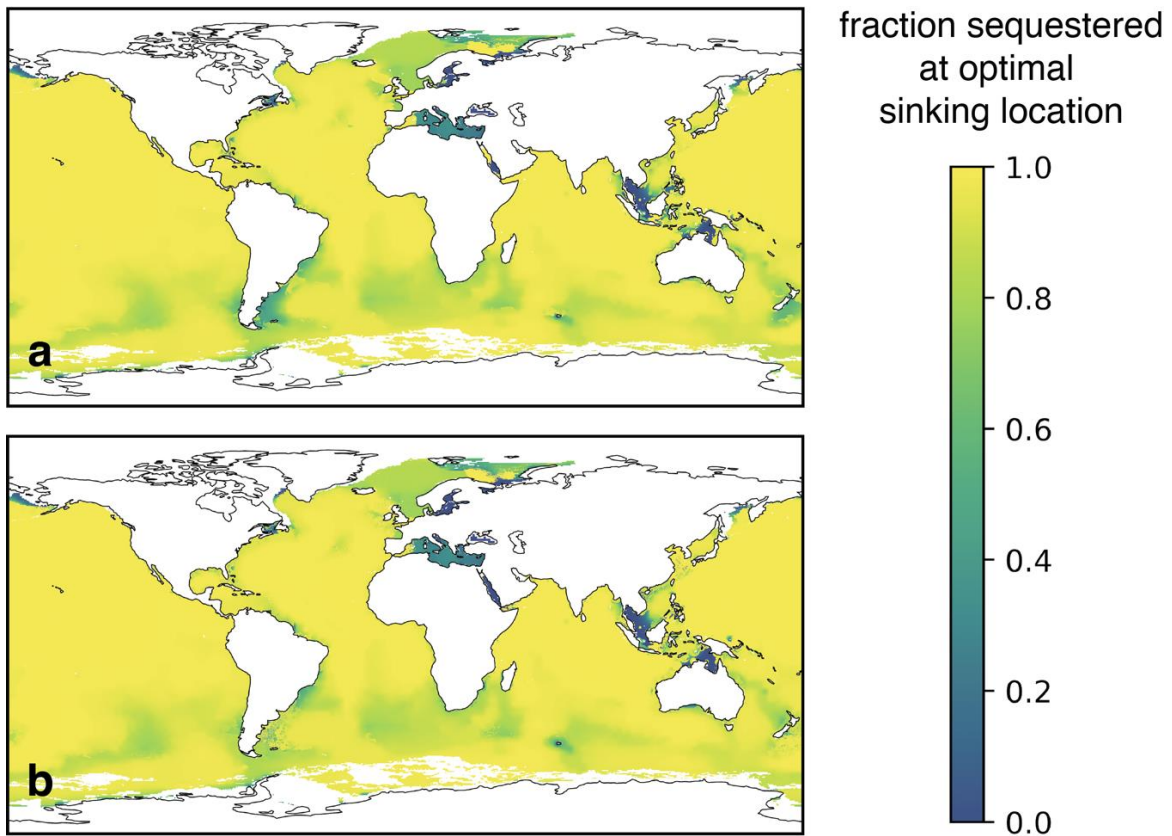 fraction sequestered
at optimal
sinking location
a
b
1.0
0.8
0.6
0.4
0.2
0.0